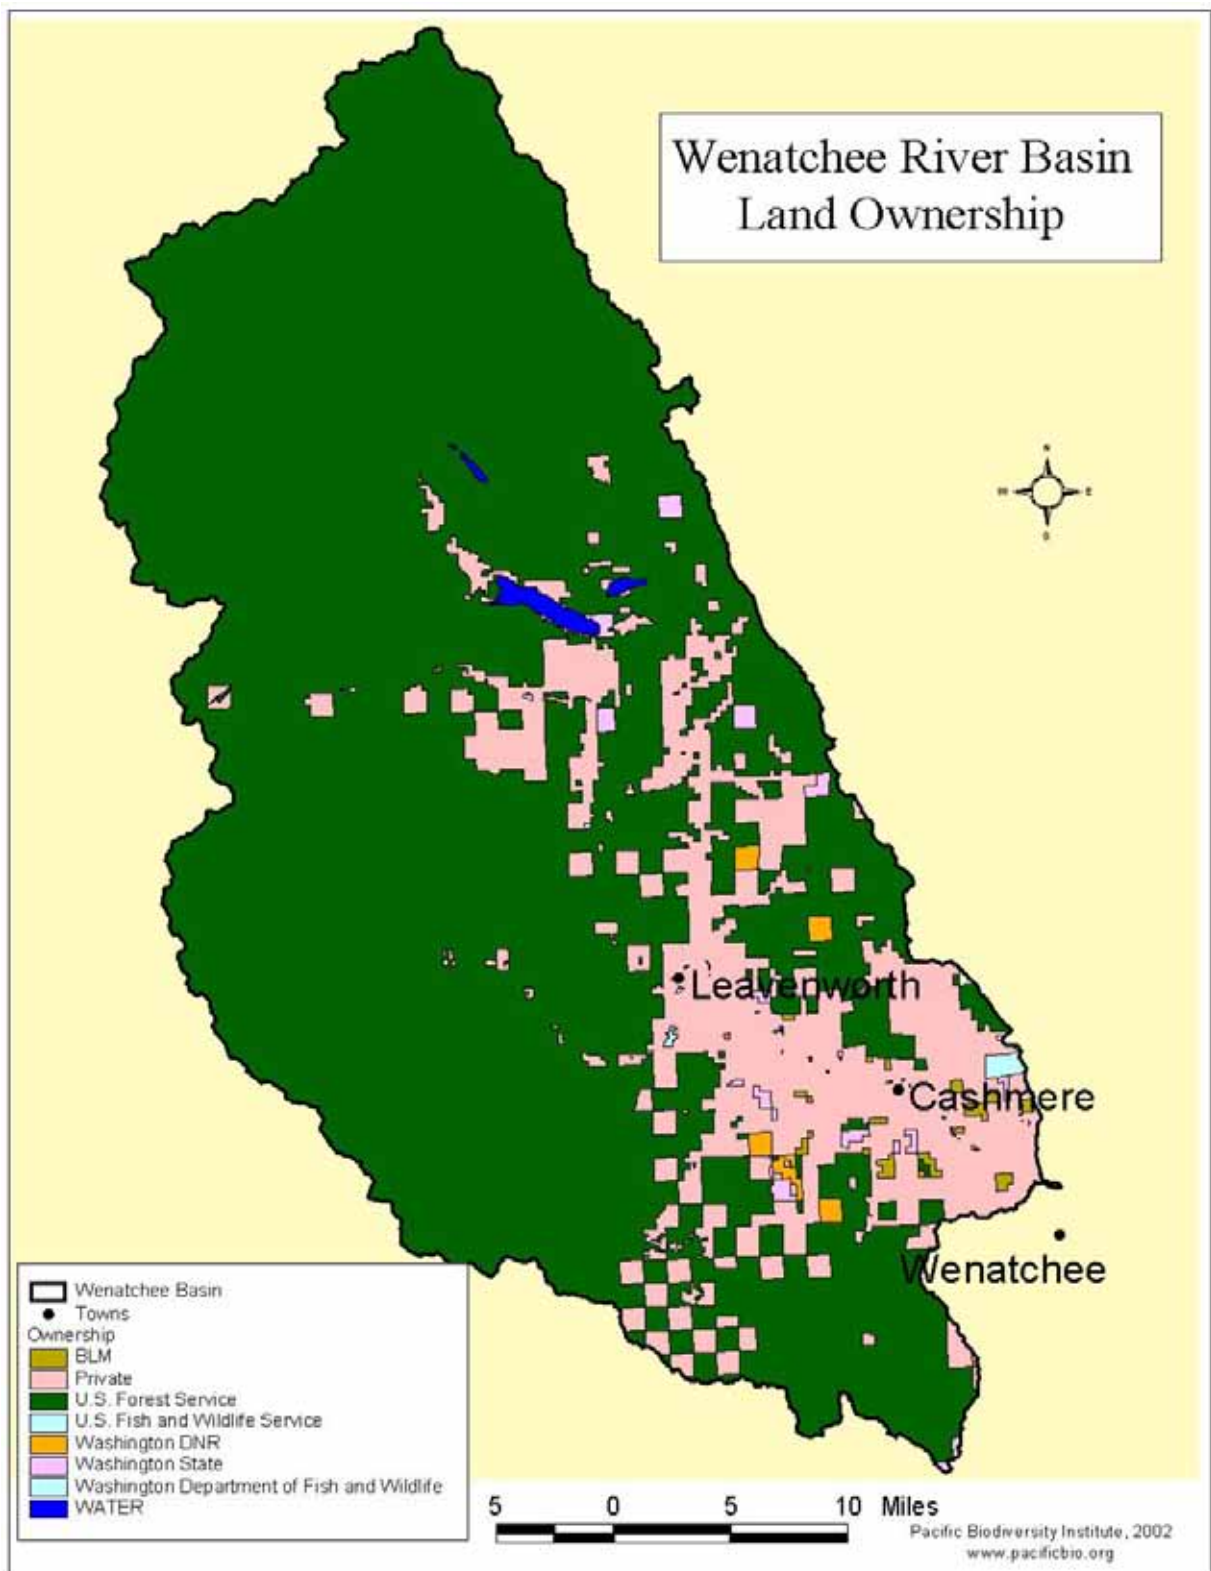 Wenatchee River Basin
Land Ownership
N
W E
S
Leavenworth
Cashmere
Wenatchee
Wenatchee Basin
Towns
Ownership
BLM
Private
U.S. Forest Service
U.S. Fish and Wildlife Service
Washington DNR
Washington State
Washington Department of Fish and Wildlife
WATER
5 0 5 10 Miles
Pacific Biodiversity Institute, 2002
www.pacificbio.org